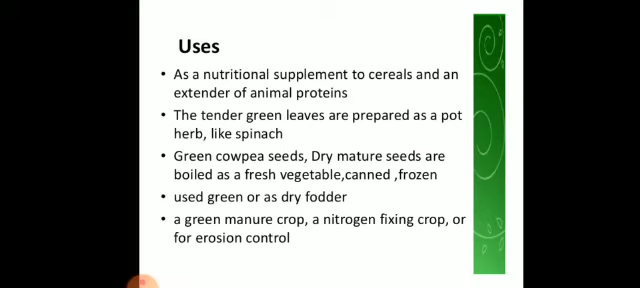 Uses
• As a nutritional supplement to cereals and an
extender of animal proteins
• The tender green leaves are prepared as a pot
herb, like spinach
• Green cowpea seeds, Dry mature seeds are
boiled as a fresh vegetable,canned ,frozen
• used green or as dry fodder
• a green manure crop, a nitrogen fixing crop, or
for erosion control